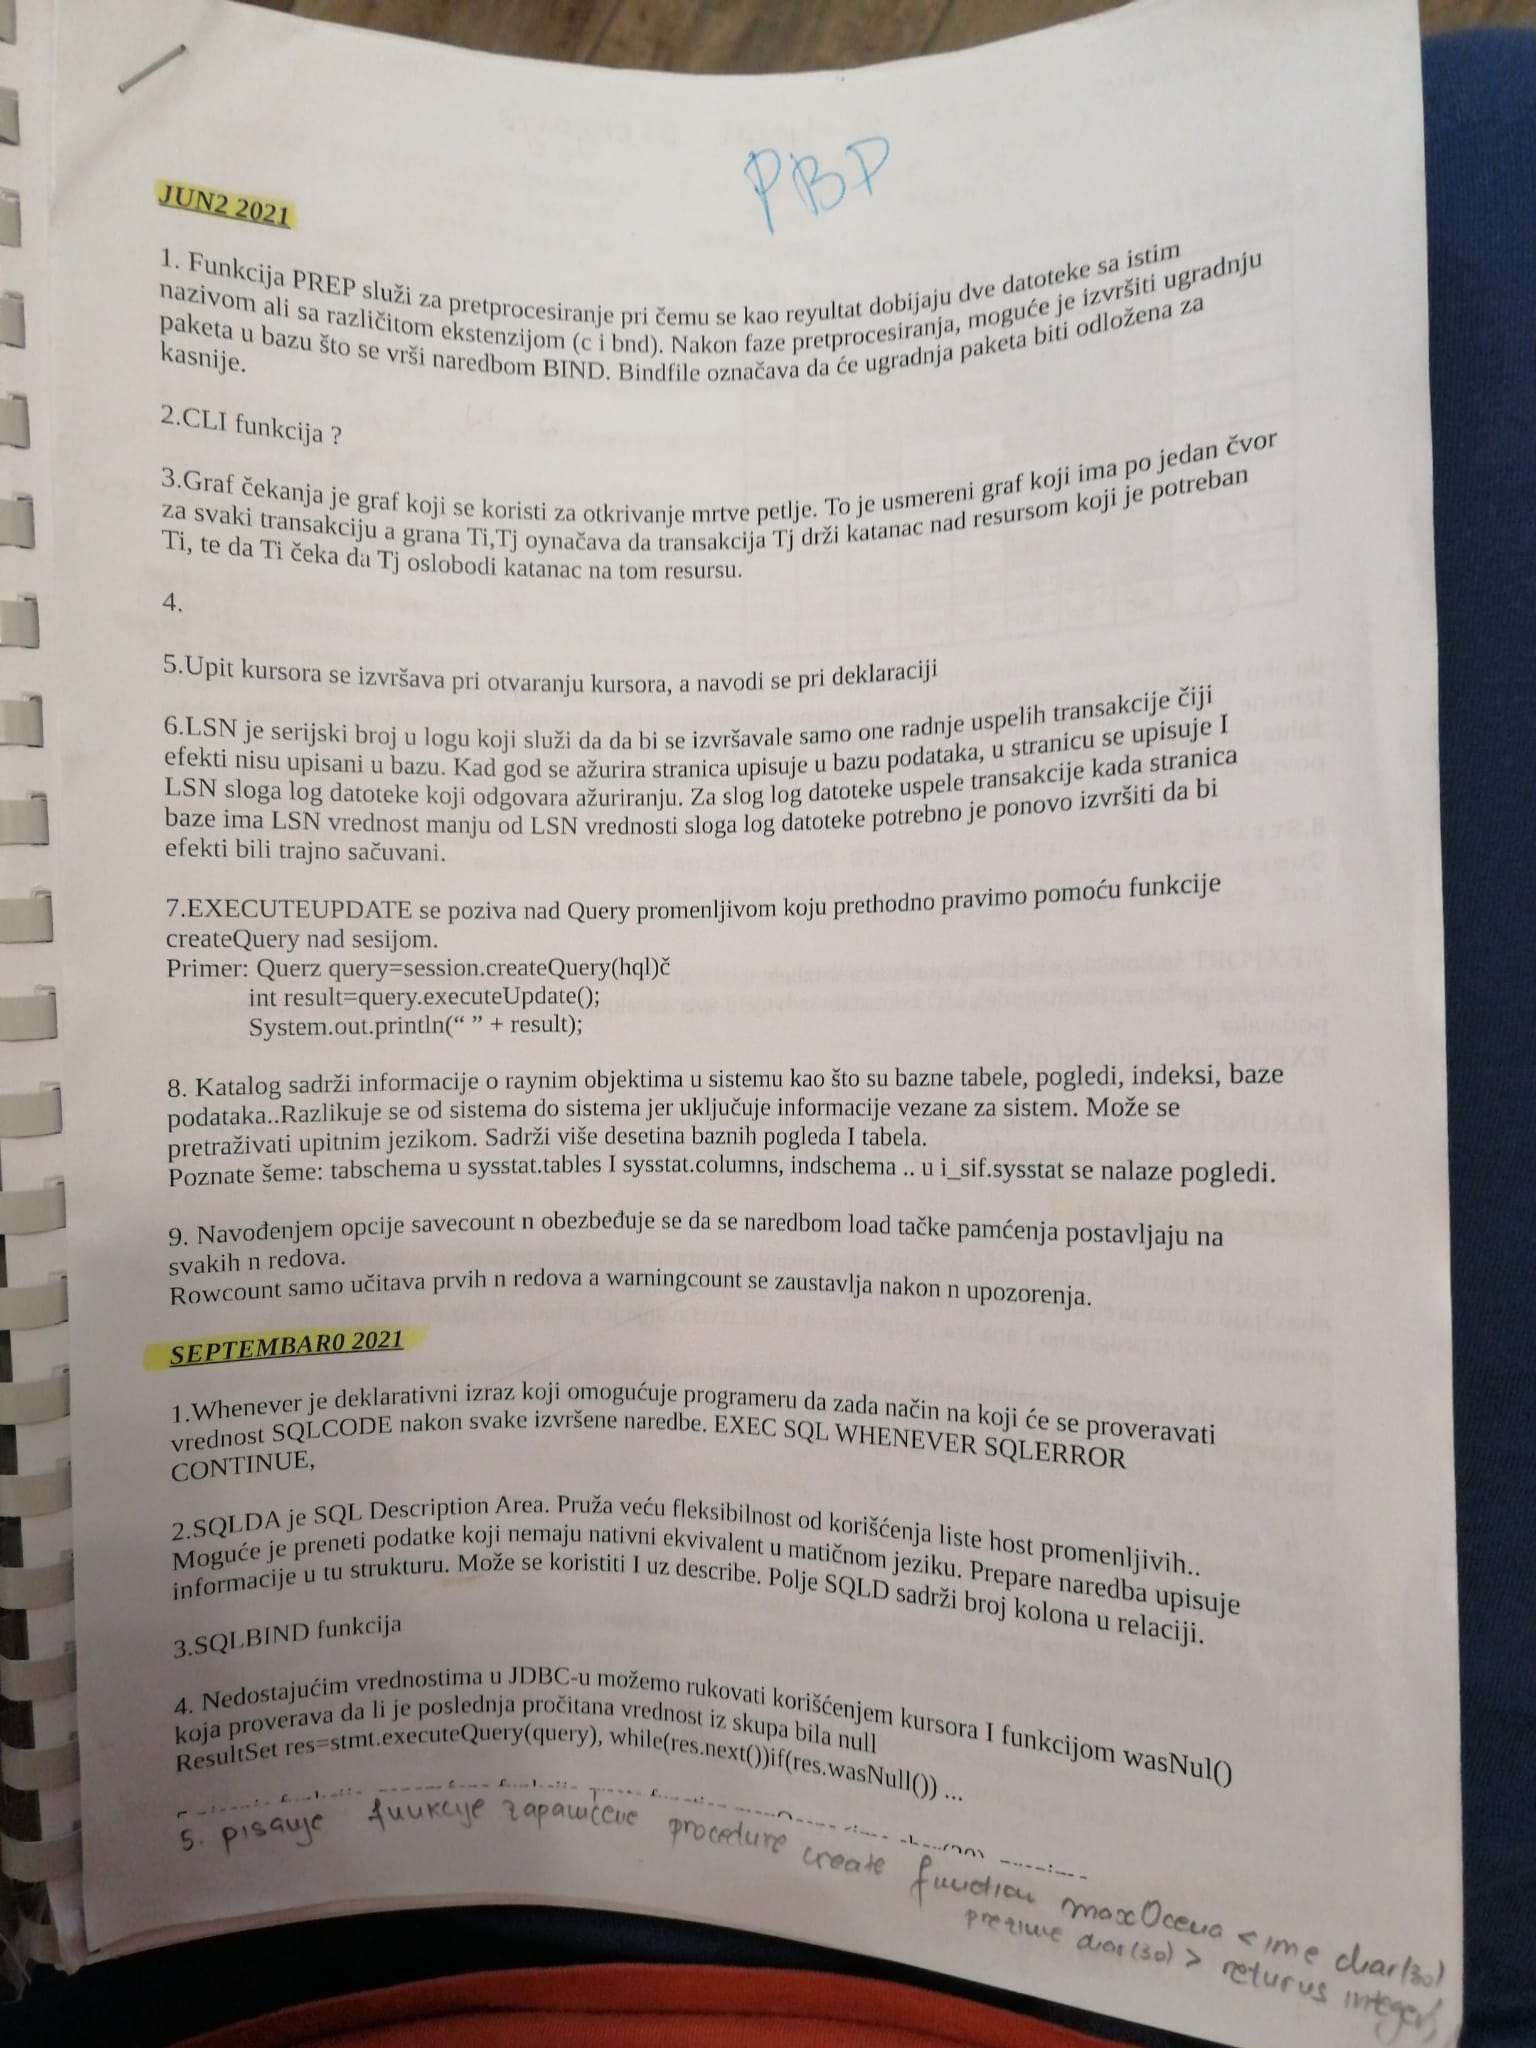 PBP
JUN2 2021
1. Funkcija PREP služi za pretprocesiranje pri čemu se kao reyultat dobijaju dve datoteke sa istim
nazivom ali sa različitom ekstenzijom (c i bnd). Nakon faze pretprocesiranja, moguće je izvršiti ugradnju
paketa u bazu što se vrši naredbom BIND. Bindfile označava da će ugradnja paketa biti odložena za
kasnije.
2.CLI funkcija ?
3.Graf čekanja je graf koji se koristi za otkrivanje mrtve petlje. To je usmereni graf koji ima po jedan čvor
za svaki transakciju a grana Ti,Tj oynačava da transakcija Tj drži katanac nad resursom koji je potreban
Ti, te da Ti čeka da Tj oslobodi katanac na tom resursu.
4.
5.Upit kursora se izvršava pri otvaranju kursora, a navodi se pri deklaraciji
6.LSN je serijski broj u logu koji služi da da bi se izvršavale samo one radnje uspelih transakcije čiji
efekti nisu upisani u bazu. Kad god se ažurira stranica upisuje u bazu podataka, u stranicu se upisuje I
LSN sloga log datoteke koji odgovara ažuriranju. Za slog log datoteke uspele transakcije kada stranica
baze ima LSN vrednost manju od LSN vrednosti sloga log datoteke potrebno je ponovo izvršiti da bi
efekti bili trajno sačuvani.
7.EXECUTEUPDATE se poziva nad Query promenljivom koju prethodno pravimo pomoću funkcije
createQuery nad sesijom.
Primer: Querz query=session.createQuery(hql)č
int result=query.executeUpdate();
System.out.println(“ ” + result);
8. Katalog sadrži informacije o raynim objektima u sistemu kao što su bazne tabele, pogledi, indeksi, baze
podataka..Razlikuje se od sistema do sistema jer uključuje informacije vezane za sistem. Može se
pretraživati upitnim jezikom. Sadrži više desetina baznih pogleda I tabela.
Poznate šeme: tabschema u sysstat.tables I sysstat.columns, indschema .. u i_sif.sysstat se nalaze pogledi.
9. Navođenjem opcije savecount n obezbeđuje se da se naredbom load tačke pamćenja postavljaju na
svakih n redova.
Rowcount samo učitava prvih n redova a warningcount se zaustavlja nakon n upozorenja.
SEPTEMBAR0 2021
1.Whenever je deklarativni izraz koji omogućuje programeru da zada način na koji će se proveravati
vrednost SQLCODE nakon svake izvršene naredbe. EXEC SQL WHENEVER SQLERROR
CONTINUE,
2.SQLDA je SQL Description Area. Pruža veću fleksibilnost od korišćenja liste host promenljivih..
Moguće je preneti podatke koji nemaju nativni ekvivalent u matičnom jeziku. Prepare naredba upisuje
informacije u tu strukturu. Može se koristiti I uz describe. Polje SQLD sadrži broj kolona u relaciji.
3.SQLBIND funkcija
4. Nedostajućim vrednostima u JDBC-u možemo rukovati korišćenjem kursora I funkcijom wasNul()
koja proverava da li je poslednja pročitana vrednost iz skupa bila null
ResultSet res=stmt.executeQuery(query), while(res.next())if(res.wasNull()) ...
5. pisanje funkcije zapamćene procedure create function maxOcena < ime char(30)
prezime char(30) > returns integer,